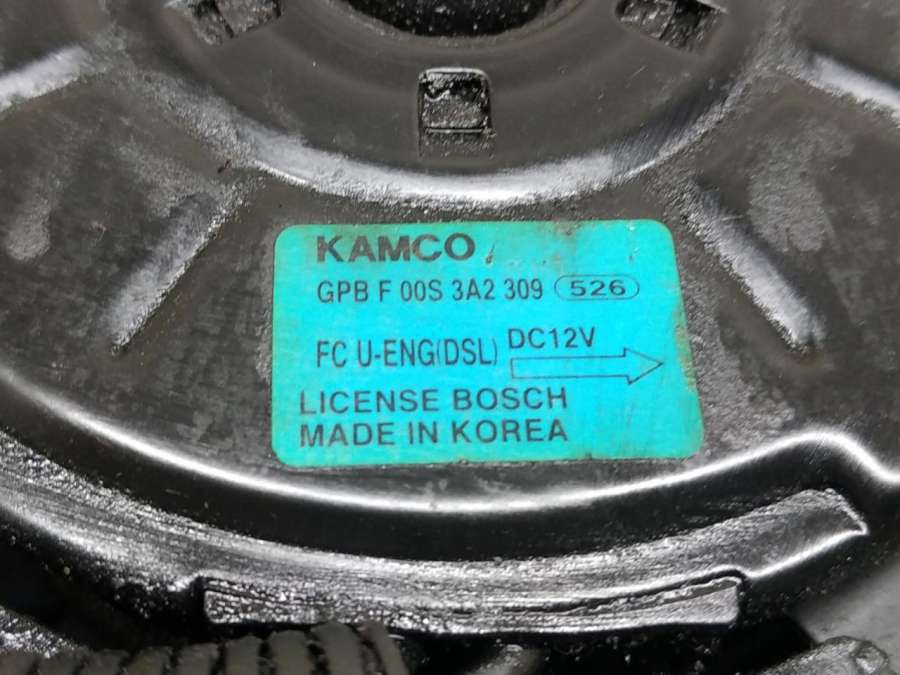 KAMCO
GPB F 00S 3A2 309 526
FC U-ENG(DSL) DC12V
LICENSE BOSCH
MADE IN KOREA